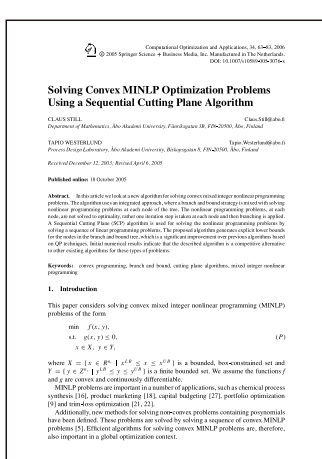 Computational Optimization and Applications, 34, 63–83, 2006
© 2005 Springer + Business Media, Inc. Manufactured in The Netherlands.
DOI: 10.1007/s10589-005-3076-x
Solving Convex MINLP Optimization Problems
Using a Sequential Cutting Plane Algorithm
CLAUS STILL Claus.Still@abo.fi
Department of Mathematics, Åbo Akademi University, Fänriksgatan 3B, FIN-20500, Åbo, Finland
TAPIO WESTERLUND Tapio.Westerlund@abo.fi
Process Design Laboratory, Åbo Akademi University, Biskopsgatan 8, FIN-20500, Åbo, Finland
Received December 12, 2003; Revised April 6, 2005
Published online: 18 October 2005
Abstract. In this article we look at a new algorithm for solving convex mixed integer nonlinear programming
problems. The algorithm uses an integrated approach, where a branch and bound strategy is mixed with solving
nonlinear programming problems at each node of the tree. The nonlinear programming problems, at each
node, are not solved to optimality, rather one iteration step is taken at each node and then branching is applied.
A Sequential Cutting Plane (SCP) algorithm is used for solving the nonlinear programming problems by
solving a sequence of linear programming problems. The proposed algorithm generates explicit lower bounds
for the nodes in the branch and bound tree, which is a significant improvement over previous algorithms based
on QP techniques. Initial numerical results indicate that the described algorithm is a competitive alternative
to other existing algorithms for these types of problems.
Keywords: convex programming, branch and bound, cutting plane algorithms, mixed integer nonlinear
programming
1. Introduction
This paper considers solving convex mixed integer nonlinear programming (MINLP)
problems of the form
min f(x, y),
s.t. g(x, y) ≤ 0, (P)
x ∈ X, y ∈ Y,
where X = { x ∈ Rⁿ | x^LB ≤ x ≤ x^UB } is a bounded, box-constrained set and
Y = { y ∈ Z^n | y^LB ≤ y ≤ y^UB } is a finite bounded set. We assume the functions f
and g are convex and continuously differentiable.
MINLP problems are important in a number of applications, such as chemical process
synthesis [16], product marketing [18], capital budgeting [27], portfolio optimization
[9] and trim-loss optimization [21, 22].
Additionally, new methods for solving non-convex problems containing posynomials
have been defined. These problems are solved by solving a sequence of convex MINLP
problems [5]. Efficient algorithms for solving convex MINLP problems are, therefore,
also important in a global optimization context.